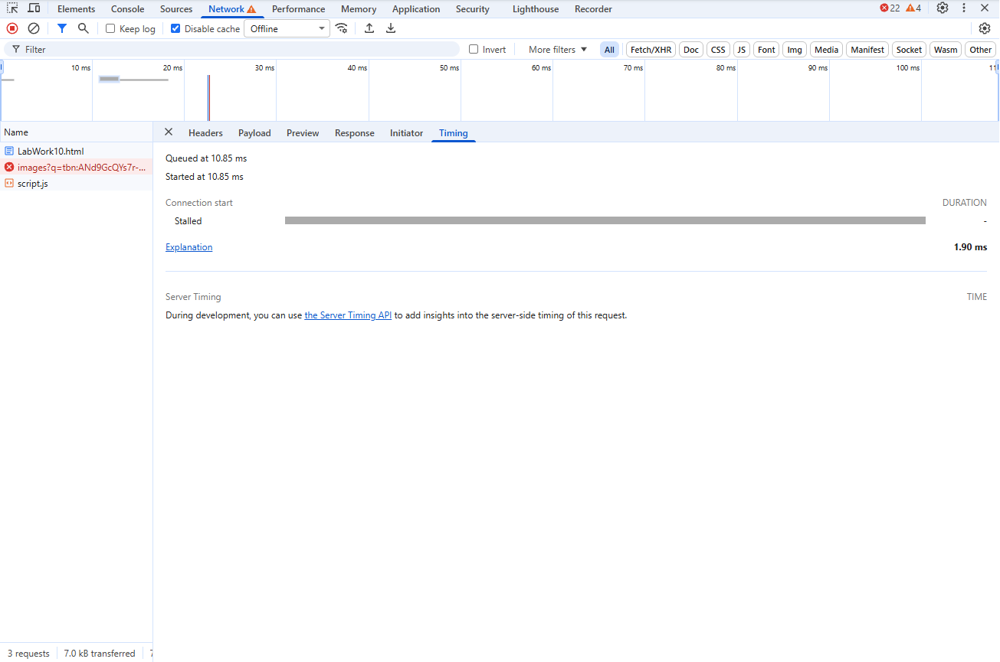 Elements Console Sources Network Performance Memory Application Security Lighthouse Recorder 22 4
Keep log Disable cache Offline
Filter Invert More filters All Fetch/XHR Doc CSS JS Font Img Media Manifest Socket Wasm Other
10 ms 20 ms 30 ms 40 ms 50 ms 60 ms 70 ms 80 ms 90 ms 100 ms 11
Name
Headers Payload Preview Response Initiator Timing
LabWork10.html
images?q=tbn:ANd9GcQYs7r-...
script.js
Queued at 10.85 ms
Started at 10.85 ms
Connection start DURATION
Stalled -
Explanation 1.90 ms
Server Timing TIME
During development, you can use the Server Timing API to add insights into the server-side timing of this request.
3 requests 7.0 kB transferred 7